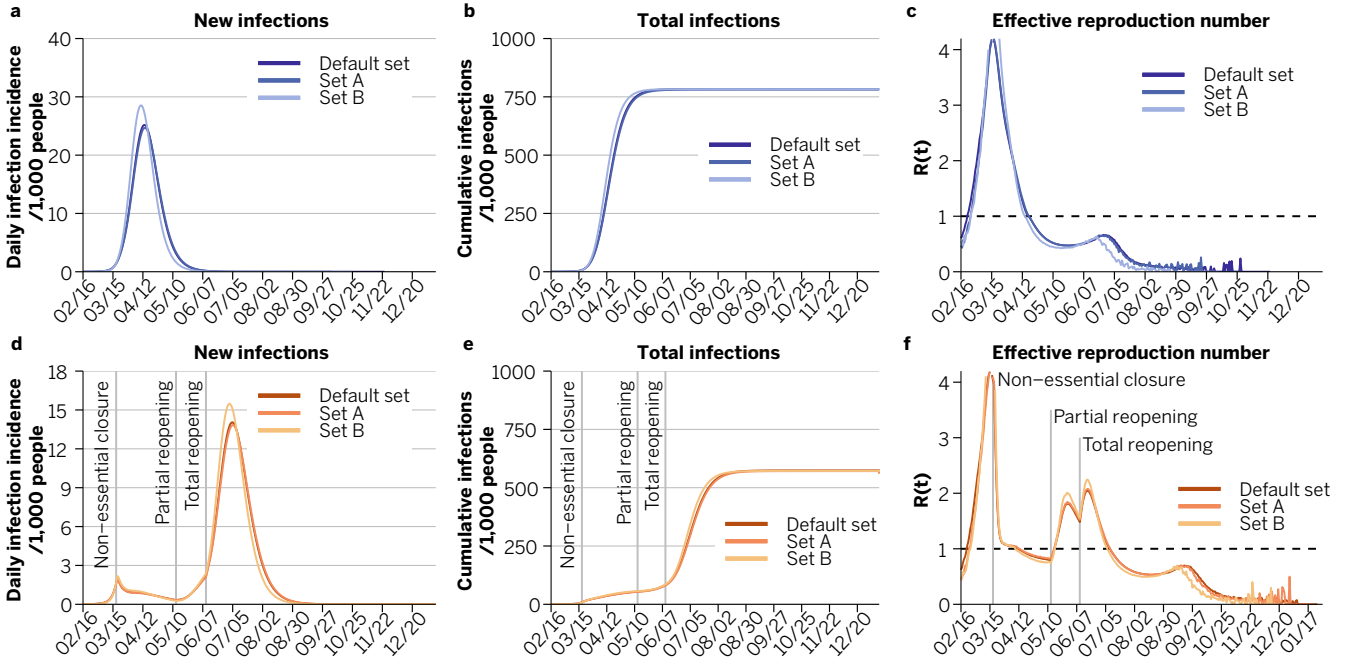 a
New infections
Daily infection incidence
/1,000 people
40
30
20
10
0
Default set
Set A
Set B
02/16
03/15
04/12
05/10
06/07
07/05
08/02
08/30
09/27
10/25
11/22
12/20
b
Total infections
Cumulative infections
/1,000 people
1000
750
500
250
0
Default set
Set A
Set B
02/16
03/15
04/12
05/10
06/07
07/05
08/02
08/30
09/27
10/25
11/22
12/20
c
Effective reproduction number
R(t)
4
3
2
1
0
Default set
Set A
Set B
02/16
03/15
04/12
05/10
06/07
07/05
08/02
08/30
09/27
10/25
11/22
12/20
d
New infections
Daily infection incidence
/1,000 people
18
15
12
9
6
3
0
Non−essential closure
Partial reopening
Total reopening
Default set
Set A
Set B
02/16
03/15
04/12
05/10
06/07
07/05
08/02
08/30
09/27
10/25
11/22
12/20
e
Total infections
Cumulative infections
/1,000 people
1000
750
500
250
0
Non−essential closure
Partial reopening
Total reopening
Default set
Set A
Set B
02/16
03/15
04/12
05/10
06/07
07/05
08/02
08/30
09/27
10/25
11/22
12/20
f
Effective reproduction number
R(t)
4
3
2
1
0
Non−essential closure
Partial reopening
Total reopening
Default set
Set A
Set B
02/16
03/15
04/12
05/10
06/07
07/05
08/02
08/30
09/27
10/25
11/22
12/20
01/17